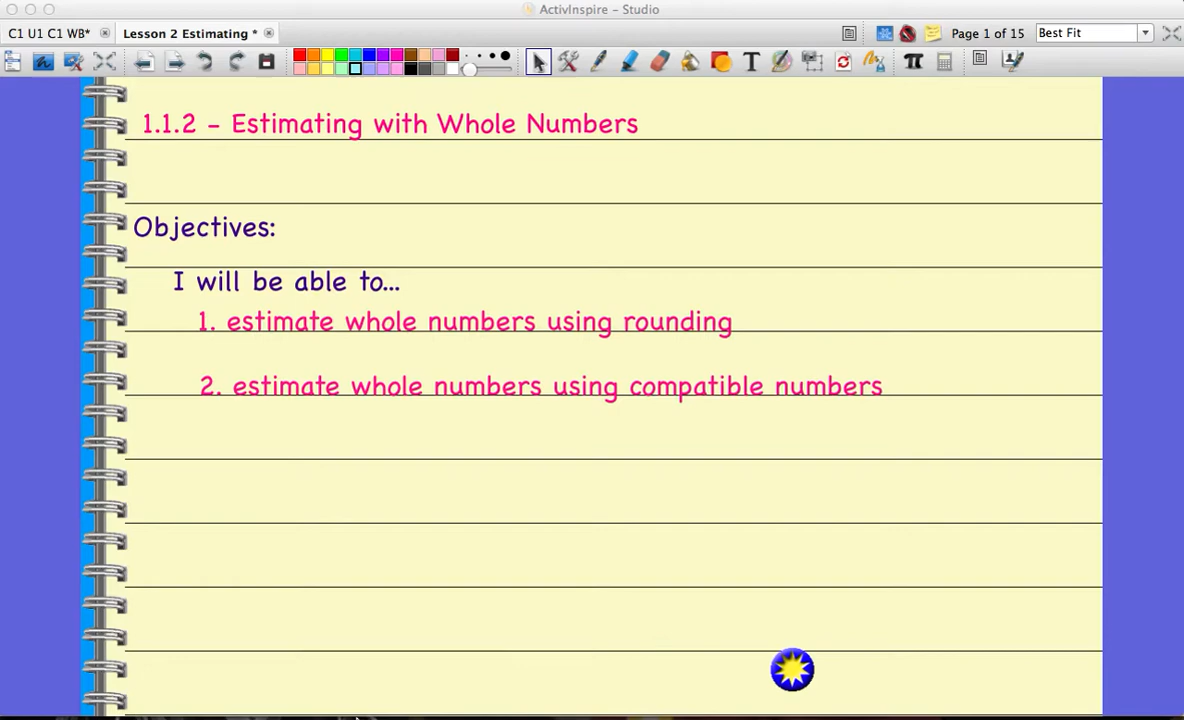 ActivInspire - Studio
C1 U1 C1 WB*
Lesson 2 Estimating *
Page 1 of 15
Best Fit
1.1.2 - Estimating with Whole Numbers
Objectives:
I will be able to...
1. estimate whole numbers using rounding
2. estimate whole numbers using compatible numbers